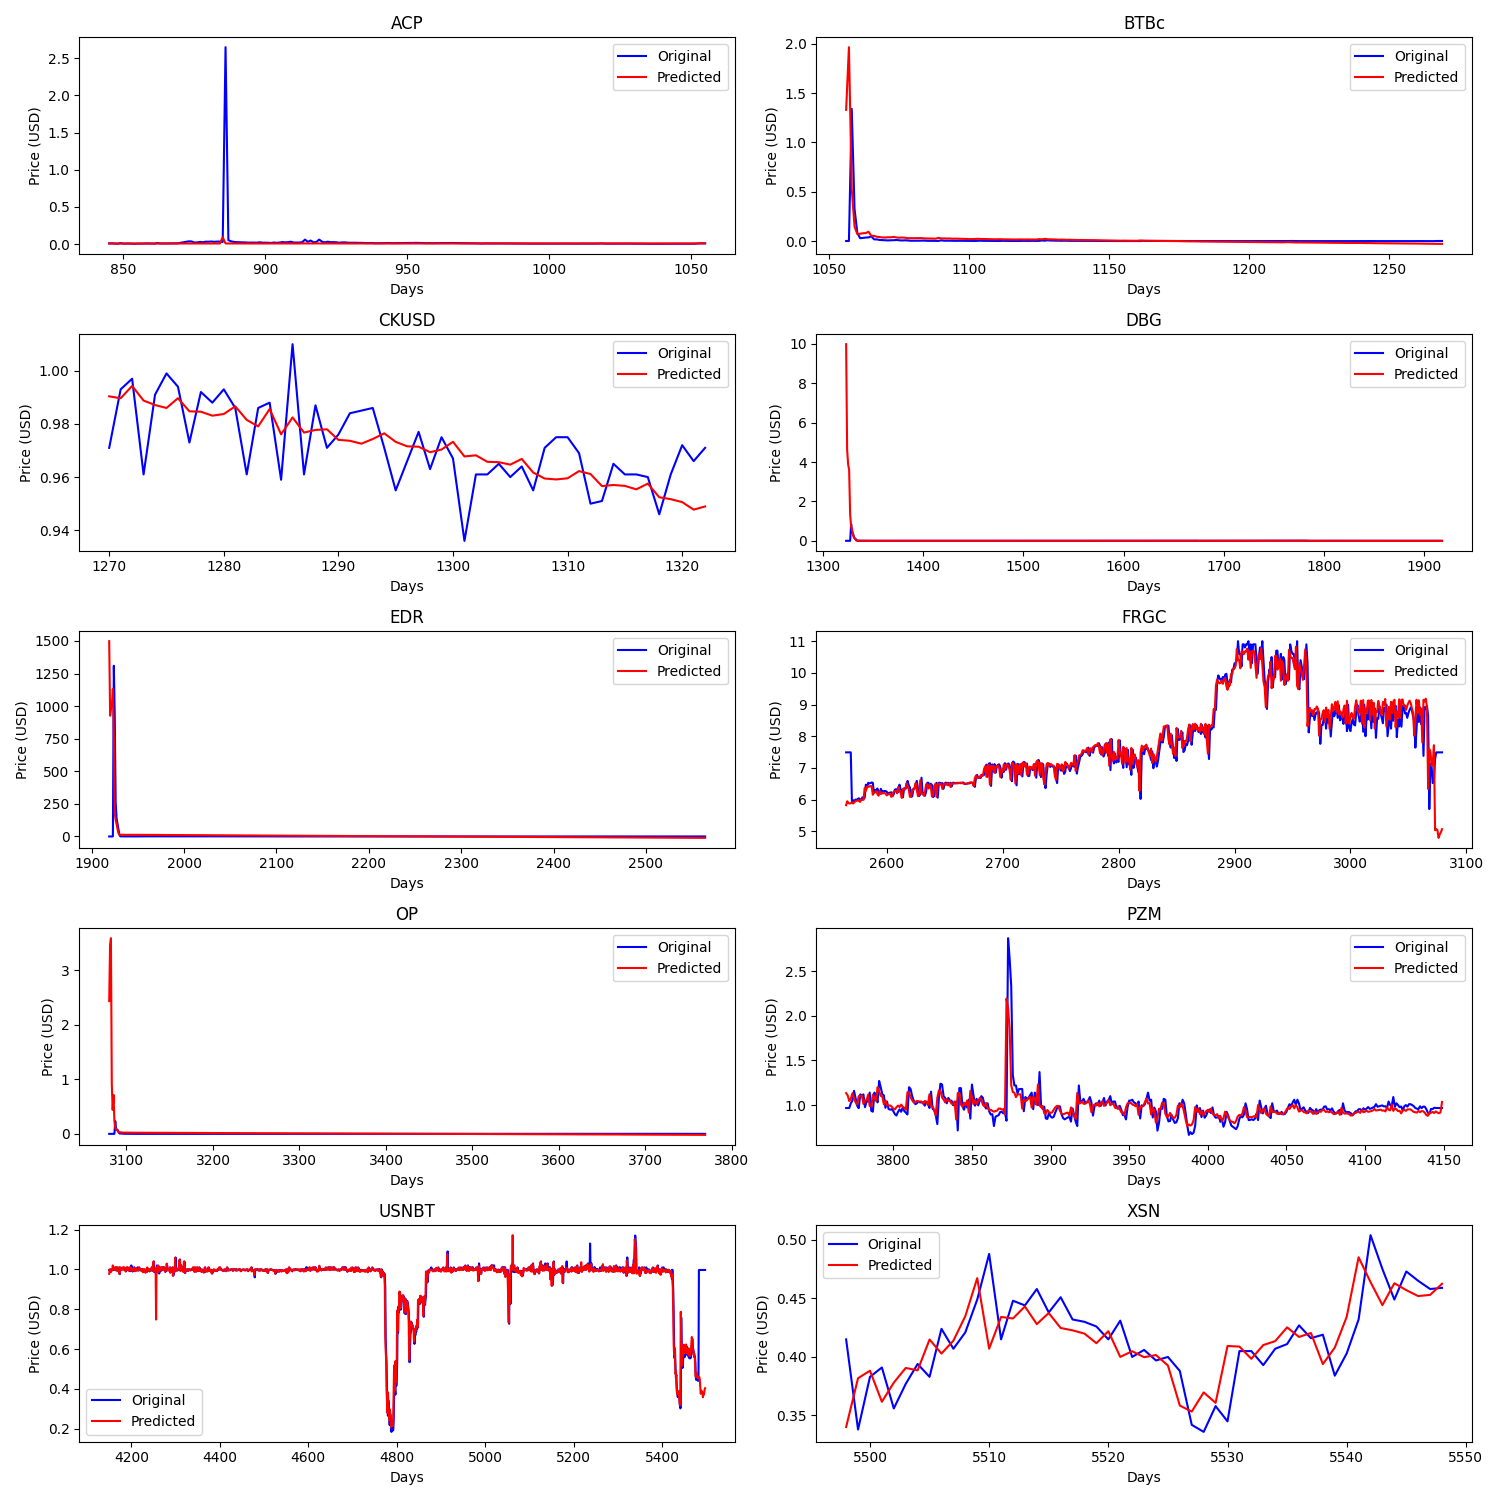 ACP
BTBc
Price (USD)
2.5
2.0
1.5
1.0
0.5
0.0
Original
Predicted
850
900
950
1000
1050
Days
Price (USD)
2.0
1.5
1.0
0.5
0.0
Original
Predicted
1050
1100
1150
1200
1250
Days
CKUSD
DBG
Price (USD)
1.00
0.98
0.96
0.94
Original
Predicted
1270
1280
1290
1300
1310
1320
Days
Price (USD)
10
8
6
4
2
0
Original
Predicted
1300
1400
1500
1600
1700
1800
1900
Days
EDR
FRGC
Price (USD)
1500
1250
1000
750
500
250
0
Original
Predicted
1900
2000
2100
2200
2300
2400
2500
Days
Price (USD)
11
10
9
8
7
6
5
Original
Predicted
2600
2700
2800
2900
3000
3100
Days
OP
PZM
Price (USD)
3
2
1
0
Original
Predicted
3100
3200
3300
3400
3500
3600
3700
3800
Days
Price (USD)
2.5
2.0
1.5
1.0
Original
Predicted
3800
3850
3900
3950
4000
4050
4100
4150
Days
USNBT
XSN
Price (USD)
1.2
1.0
0.8
0.6
0.4
0.2
Original
Predicted
4200
4400
4600
4800
5000
5200
5400
Days
Price (USD)
0.50
0.45
0.40
0.35
Original
Predicted
5500
5510
5520
5530
5540
5550
Days